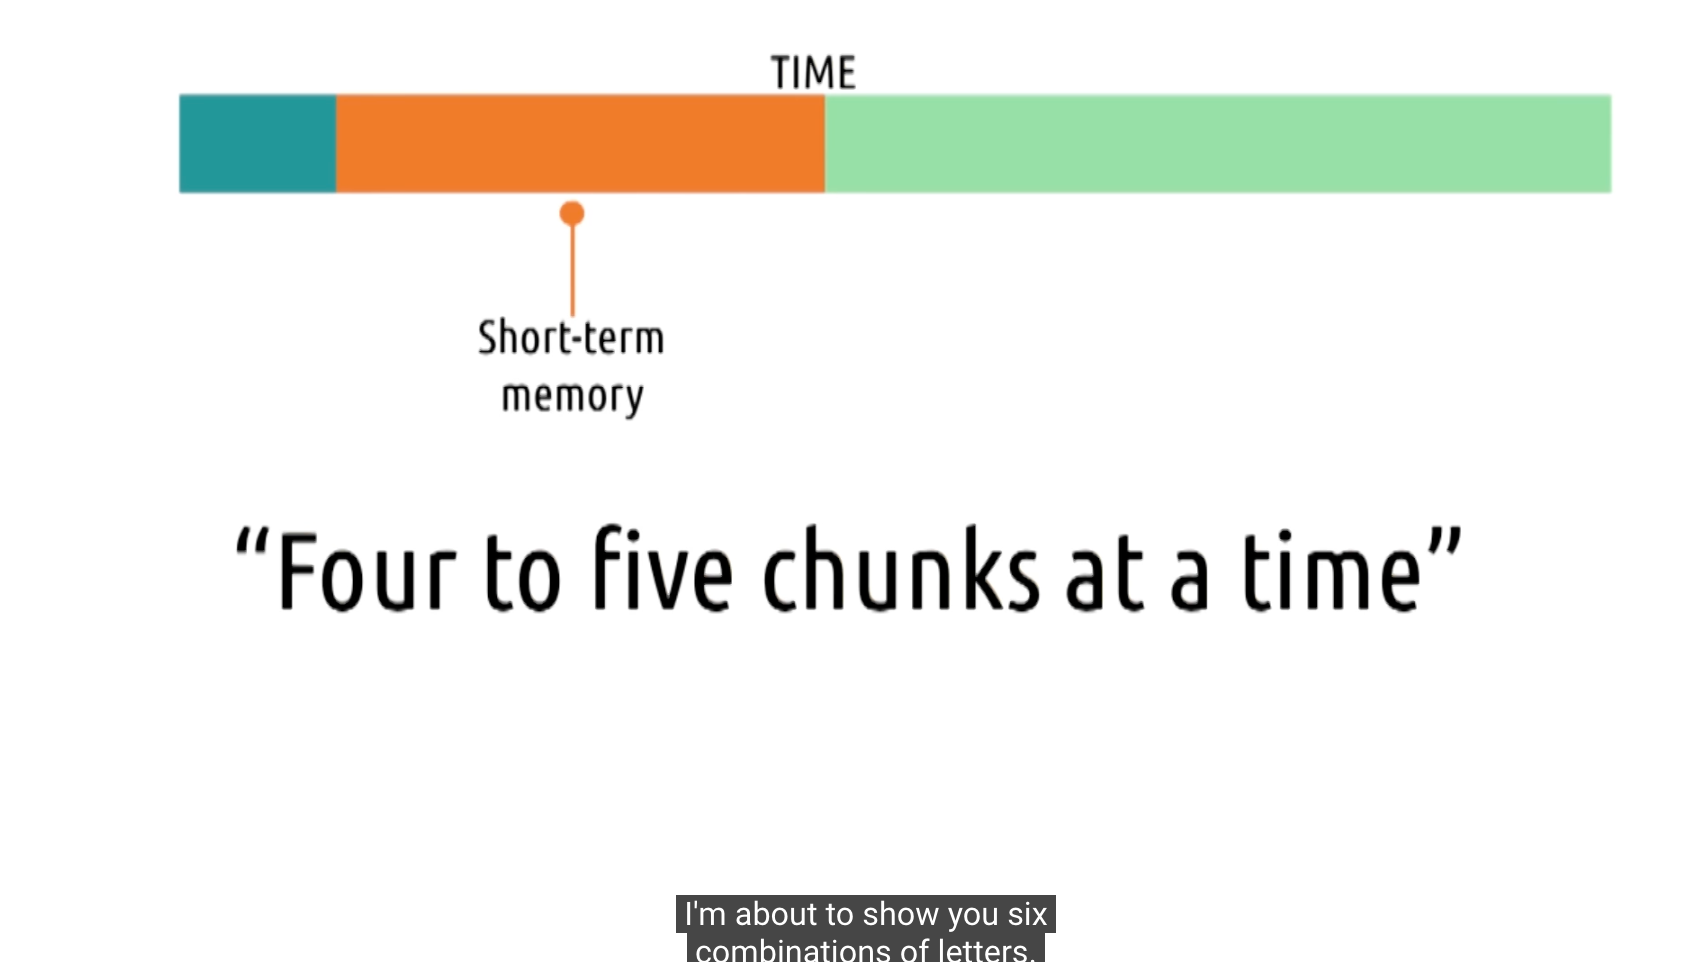 TIME
Short-term
memory
“Four to five chunks at a time”
I'm about to show you six
combinations of letters.